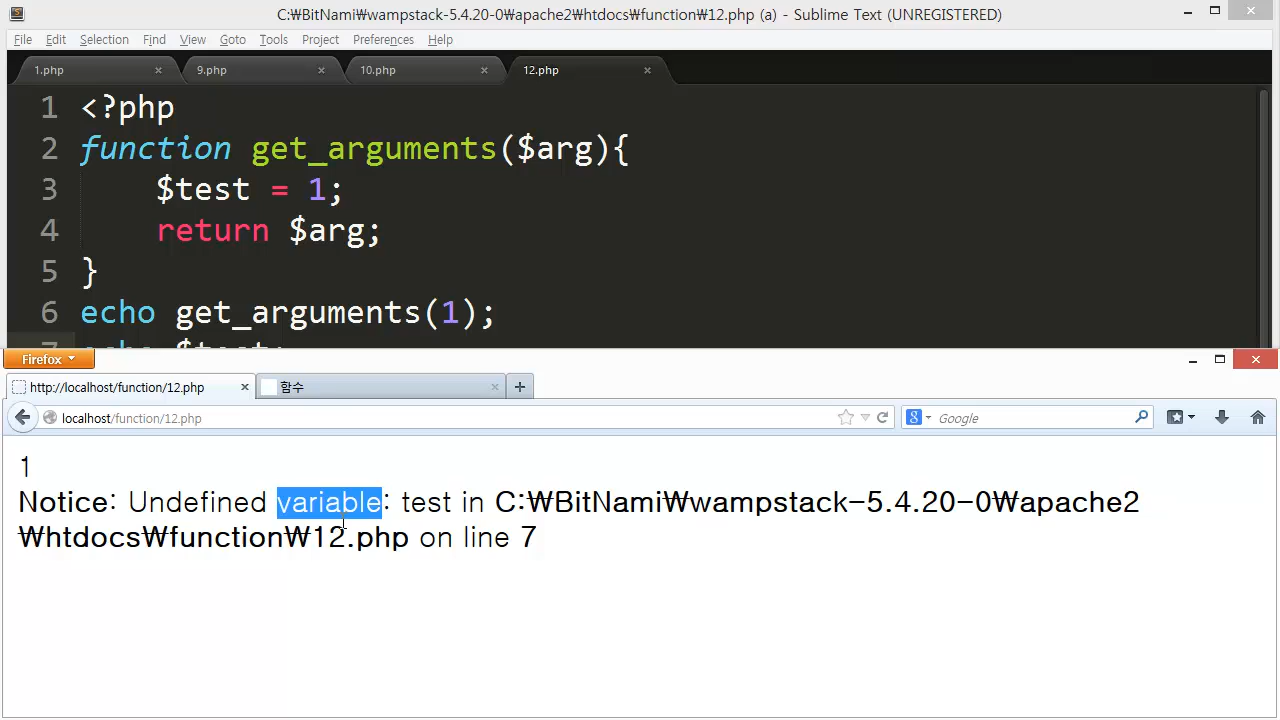 C:₩BitNami₩wampstack-5.4.20-0₩apache2₩htdocs₩function₩12.php (a) - Sublime Text (UNREGISTERED)
File Edit Selection Find View Goto Tools Project Preferences Help
1.php 9.php 10.php 12.php
1 <?php
2 function get_arguments($arg){
3 $test = 1;
4 return $arg;
5 }
6 echo get_arguments(1);
7 echo $test;
Firefox
http://localhost/function/12.php 함수
localhost/function/12.php Google
1
Notice: Undefined variable: test in C:₩BitNami₩wampstack-5.4.20-0₩apache2
₩htdocs₩function₩12.php on line 7